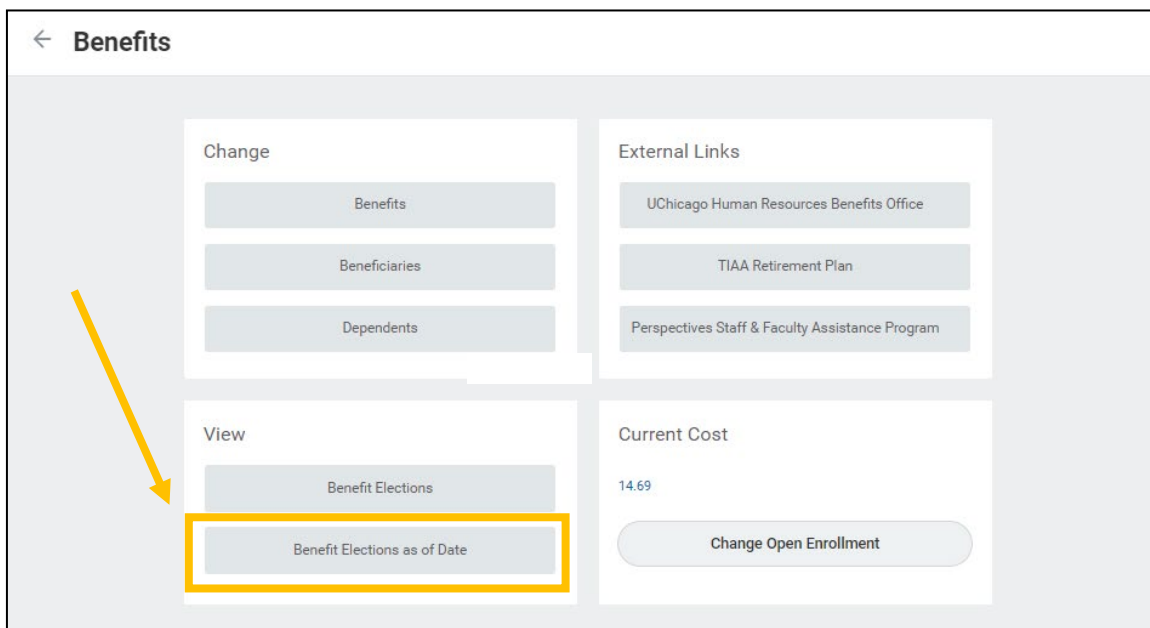 Benefits
Change
Benefits
Beneficiaries
Dependents
External Links
UChicago Human Resources Benefits Office
TIAA Retirement Plan
Perspectives Staff & Faculty Assistance Program
View
Benefit Elections
Benefit Elections as of Date
Current Cost
14.69
Change Open Enrollment